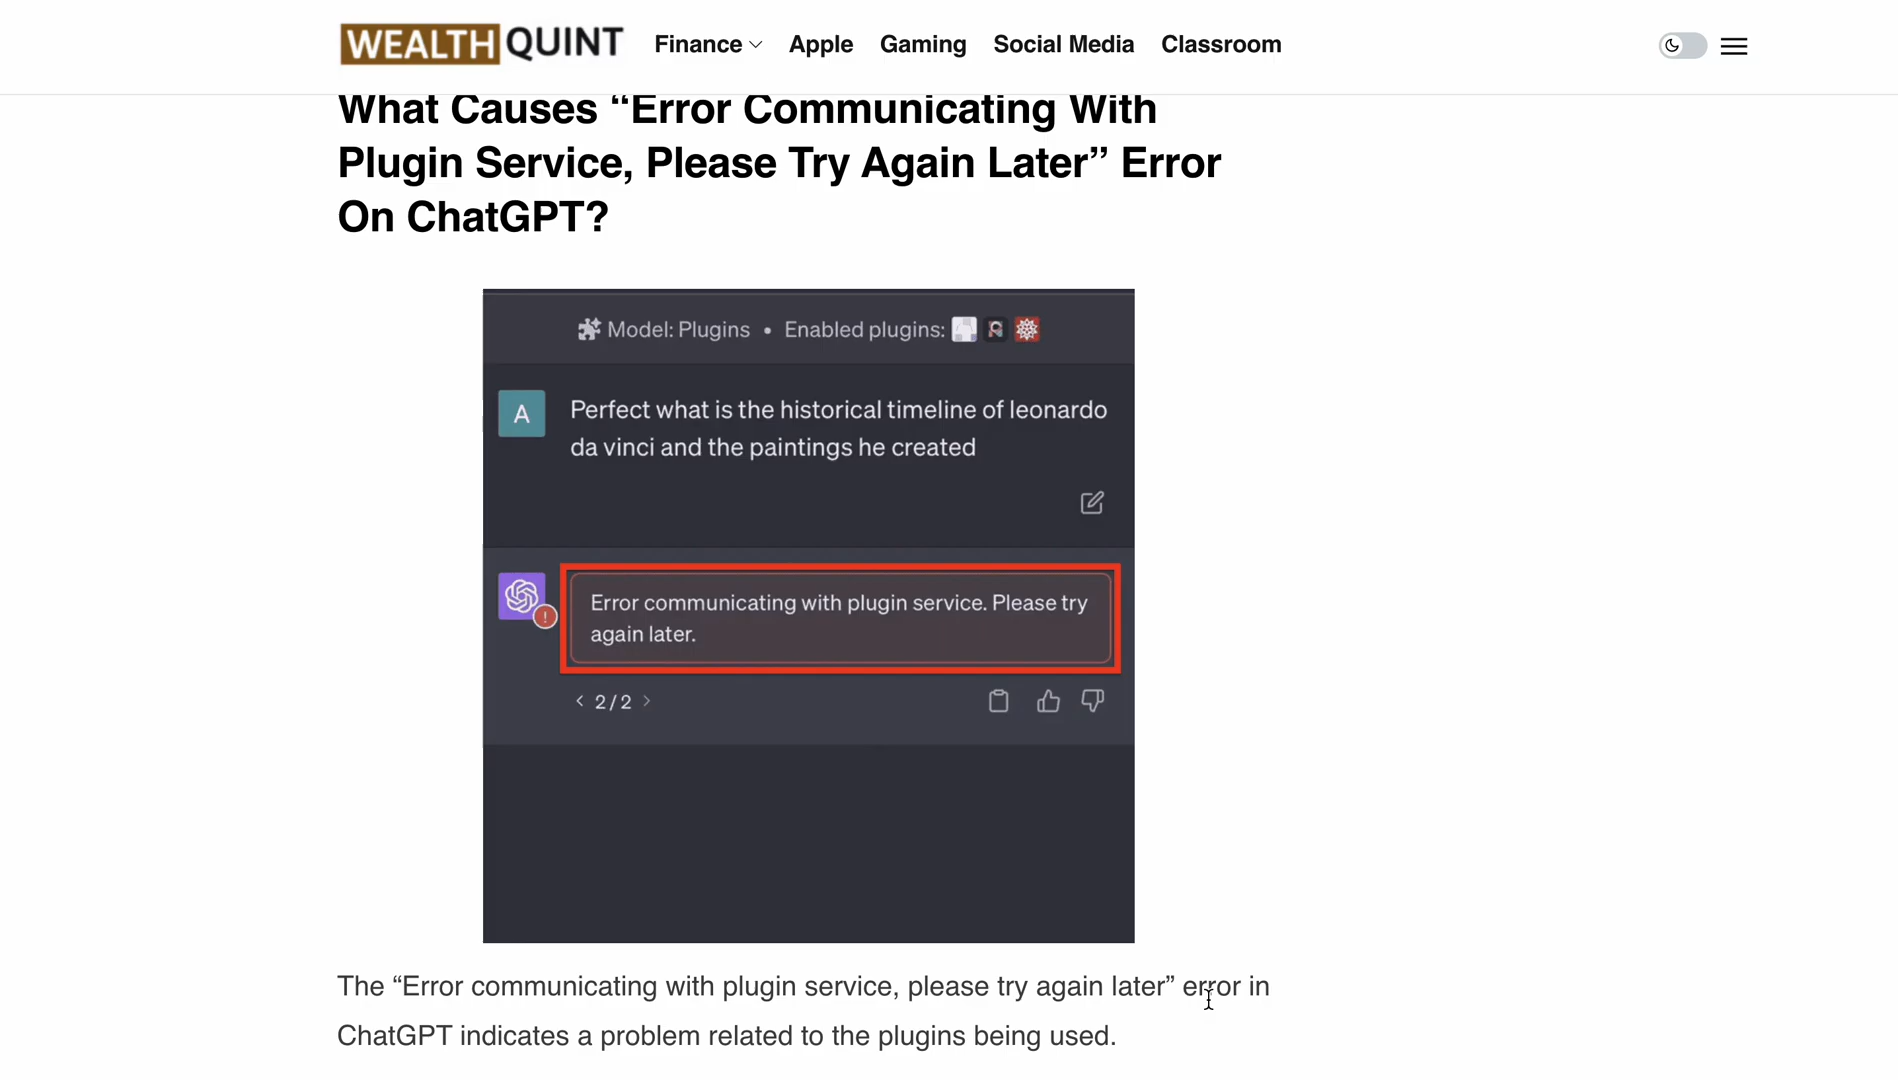 WEALTH QUINT Finance Apple Gaming Social Media Classroom
What Causes “Error Communicating With
Plugin Service, Please Try Again Later” Error
On ChatGPT?
Model: Plugins • Enabled plugins:
A
Perfect what is the historical timeline of leonardo
da vinci and the paintings he created
Error communicating with plugin service. Please try
again later.
2 / 2
The “Error communicating with plugin service, please try again later” error in
ChatGPT indicates a problem related to the plugins being used.